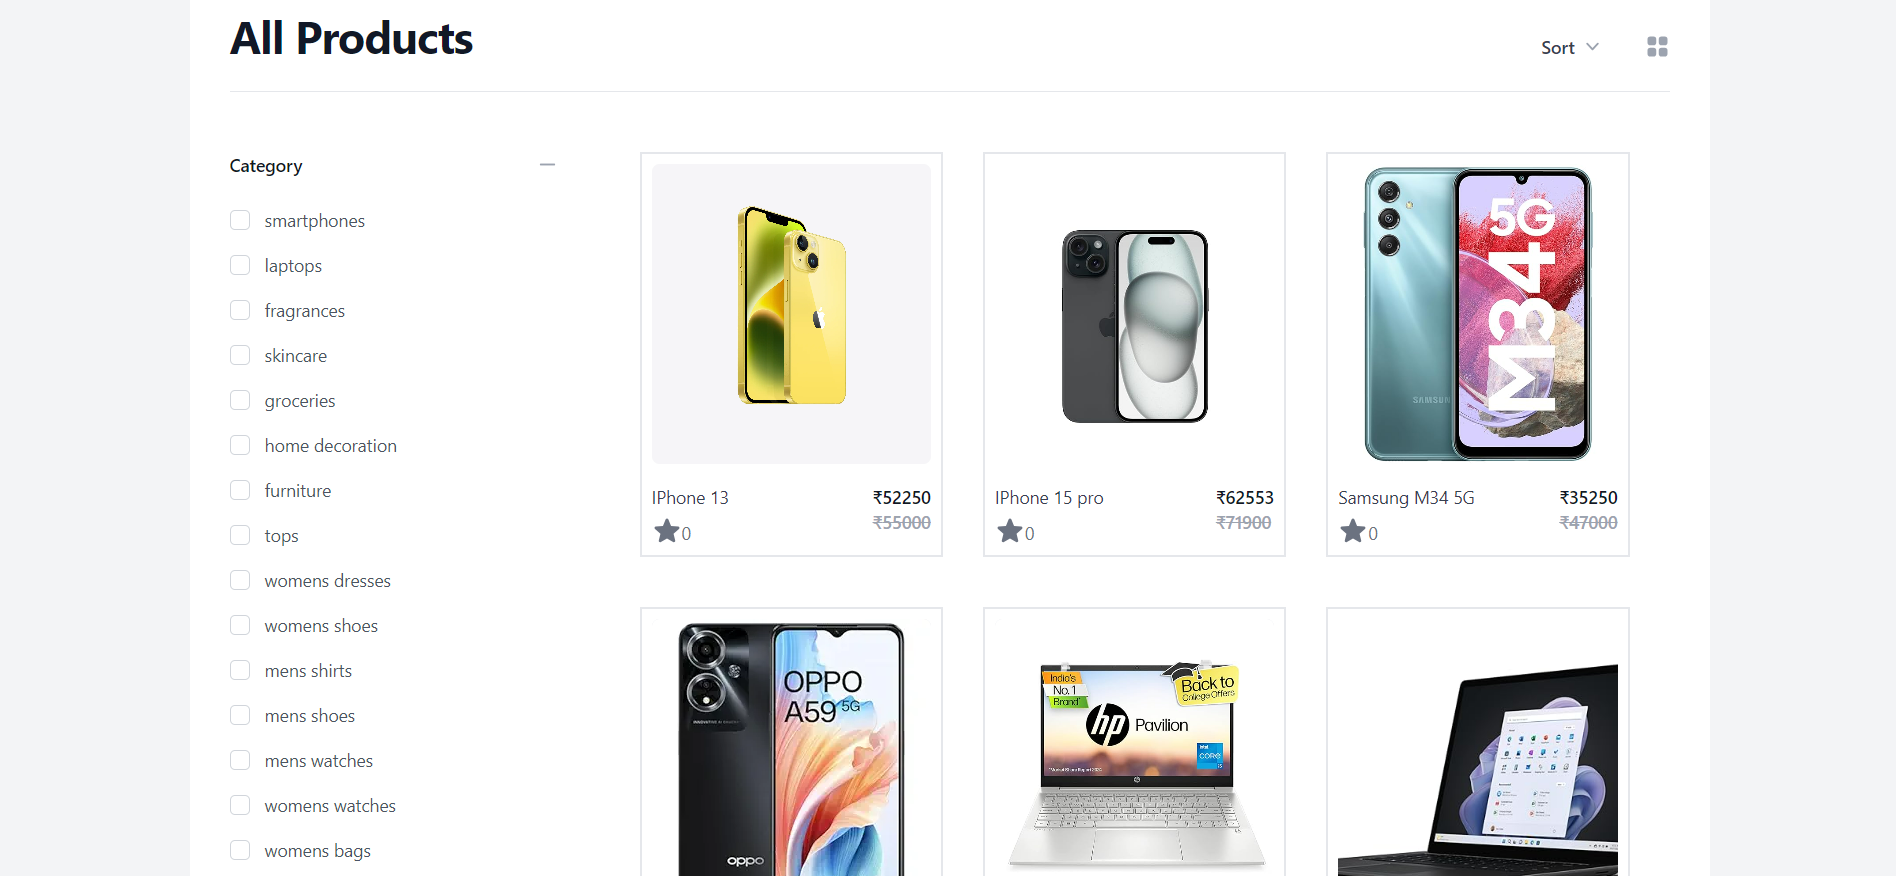 All Products
Sort
Category
smartphones
laptops
fragrances
skincare
groceries
home decoration
furniture
tops
womens dresses
womens shoes
mens shirts
mens shoes
mens watches
womens watches
womens bags
IPhone 13
₹52250
₹55000
0
IPhone 15 pro
₹62553
₹71900
0
5G
M34
SAMSUN
Samsung M34 5G
₹35250
₹47000
0
OPPO
A59 5G
oppo
India's
No. 1
Brand
Back to
College Offers
hp Pavilion
intel
CORE
i5